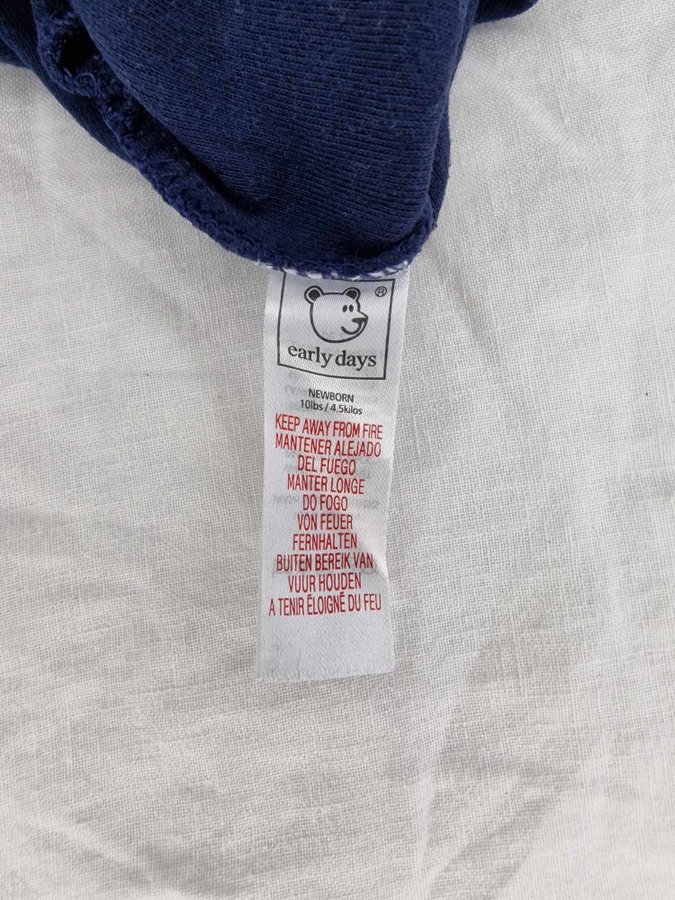 ®
early days
NEWBORN
10lbs / 4.5kilos
KEEP AWAY FROM FIRE
MANTENER ALEJADO
DEL FUEGO
MANTER LONGE
DO FOGO
VON FEUER
FERNHALTEN
BUITEN BEREIK VAN
VUUR HOUDEN
A TENIR ÉLOIGNÉ DU FEU